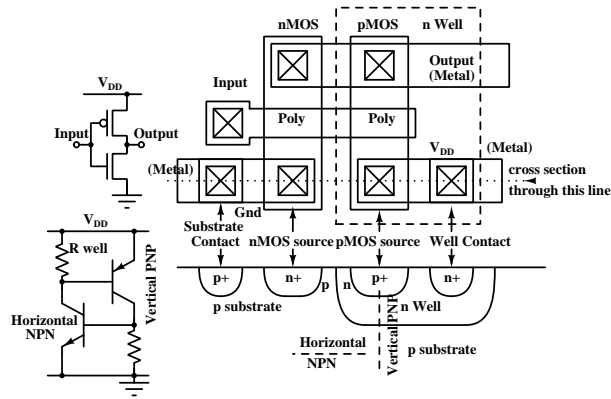 nMOS
pMOS
n Well
Output
(Metal)
Input
V_DD
Poly
Poly
Input
Output
V_DD
(Metal)
(Metal)
cross section
through this line
Gnd
Substrate
Contact
nMOS source
pMOS source
Well Contact
V_DD
R well
Vertical PNP
Horizontal
NPN
p+
n+
p
n
p+
n+
p substrate
n Well
Vertical PNP
Horizontal
NPN
p substrate